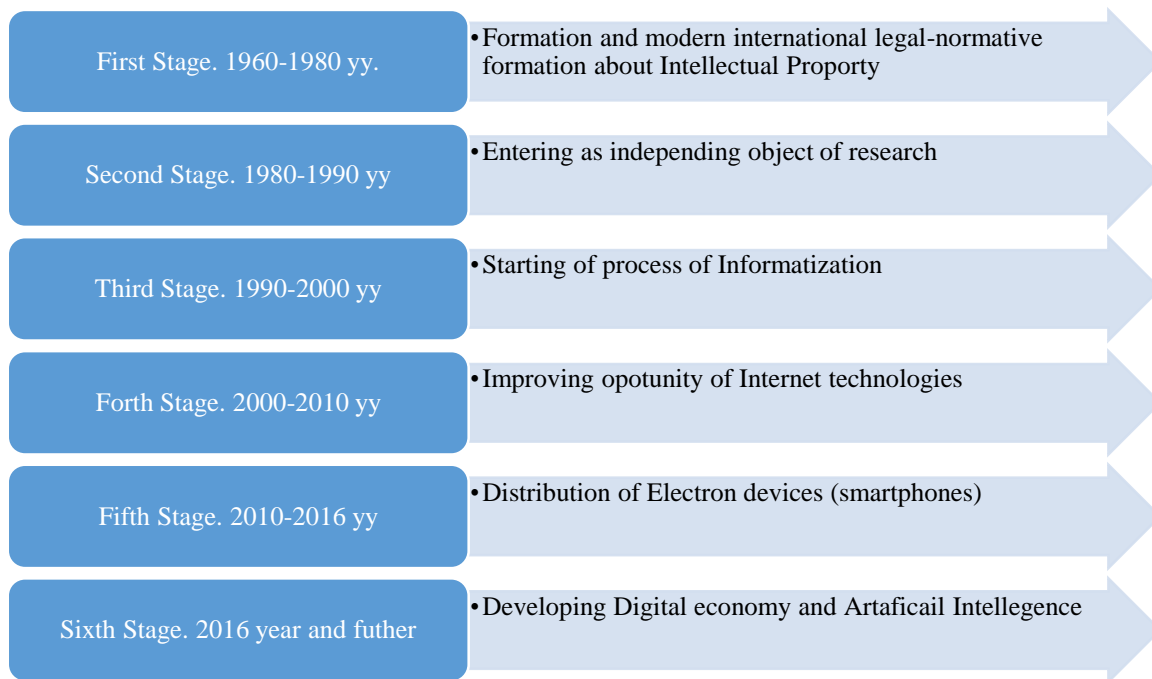 First Stage. 1960-1980 yy.
•Formation and modern international legal-normative
formation about Intellectual Property
Second Stage. 1980-1990 yy
•Entering as independing object of research
Third Stage. 1990-2000 yy
•Starting of process of Informatization
Forth Stage. 2000-2010 yy
•Improving opotunity of Internet technologies
Fifth Stage. 2010-2016 yy
•Distribution of Electron devices (smartphones)
Sixth Stage. 2016 year and futher
•Developing Digital economy and Artaficail Intellegence